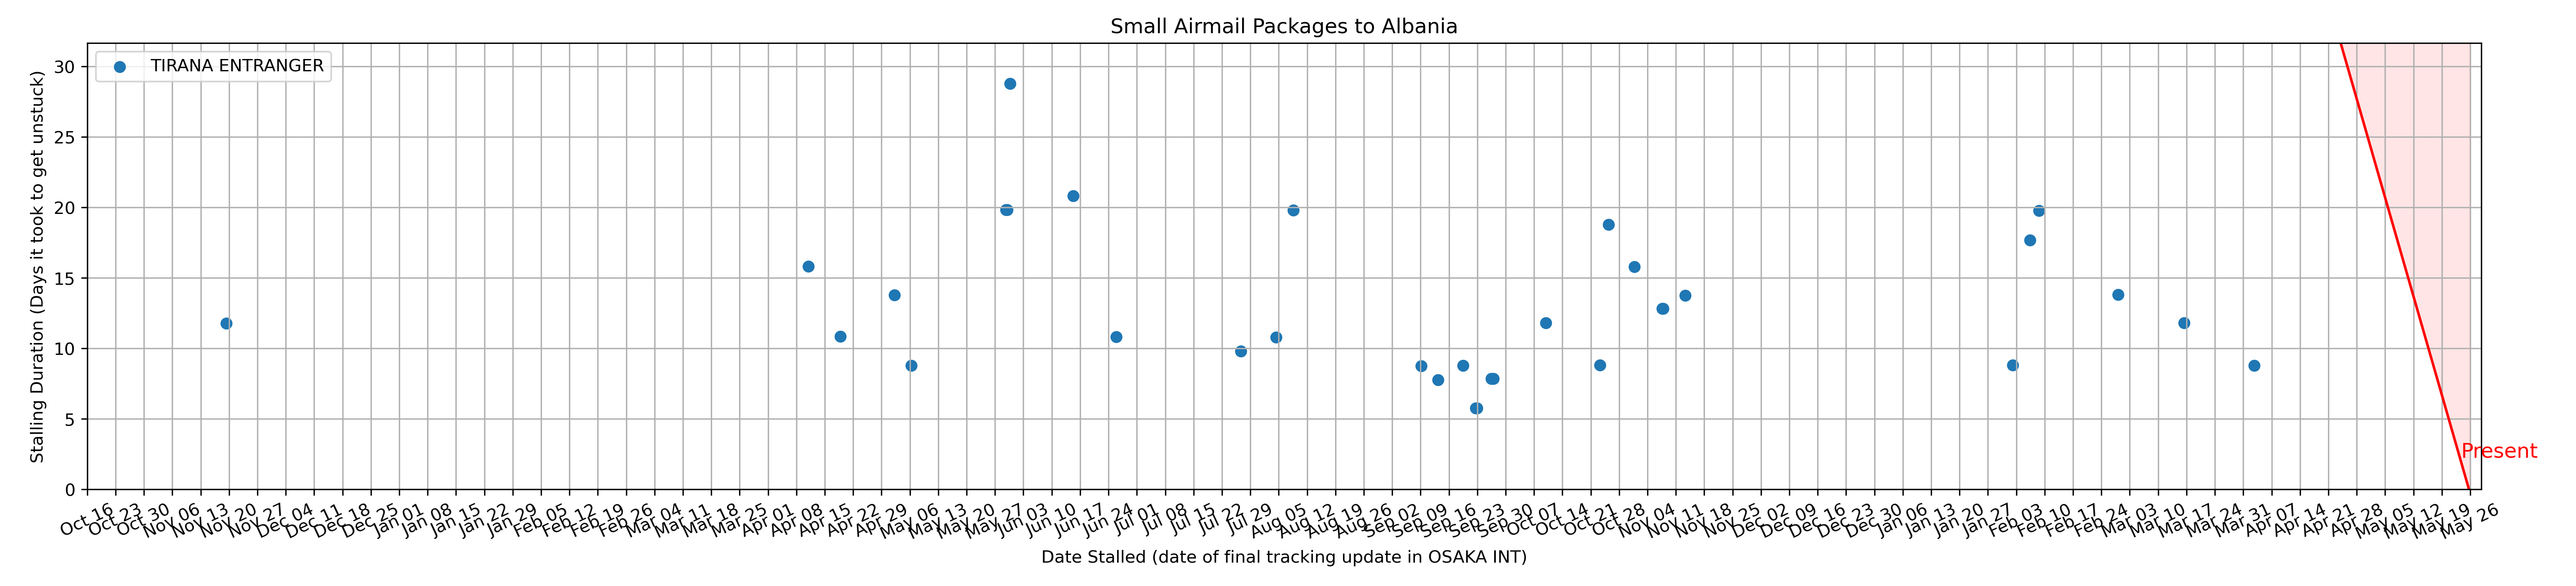 Small Airmail Packages to Albania
TIRANA ENTRANGER
Stalling Duration (Days it took to get unstuck)
30
25
20
15
10
5
0
Present
Oct 16 Oct 23 Oct 30 Nov 06 Nov 13 Nov 20 Nov 27 Dec 04 Dec 11 Dec 18 Dec 25 Jan 01 Jan 08 Jan 15 Jan 22 Jan 29 Feb 05 Feb 12 Feb 19 Feb 26 Mar 04 Mar 11 Mar 18 Mar 25 Apr 01 Apr 08 Apr 15 Apr 22 Apr 29 May 06 May 13 May 20 May 27 Jun 03 Jun 10 Jun 17 Jun 24 Jul 01 Jul 08 Jul 15 Jul 22 Jul 29 Aug 05 Aug 12 Aug 19 Aug 26 Sep 02 Sep 09 Sep 16 Sep 23 Sep 30 Oct 07 Oct 14 Oct 21 Oct 28 Nov 04 Nov 11 Nov 18 Nov 25 Dec 02 Dec 09 Dec 16 Dec 23 Dec 30 Jan 06 Jan 13 Jan 20 Jan 27 Feb 03 Feb 10 Feb 17 Feb 24 Mar 03 Mar 10 Mar 17 Mar 24 Mar 31 Apr 07 Apr 14 Apr 21 Apr 28 May 05 May 12 May 19 May 26
Date Stalled (date of final tracking update in OSAKA INT)